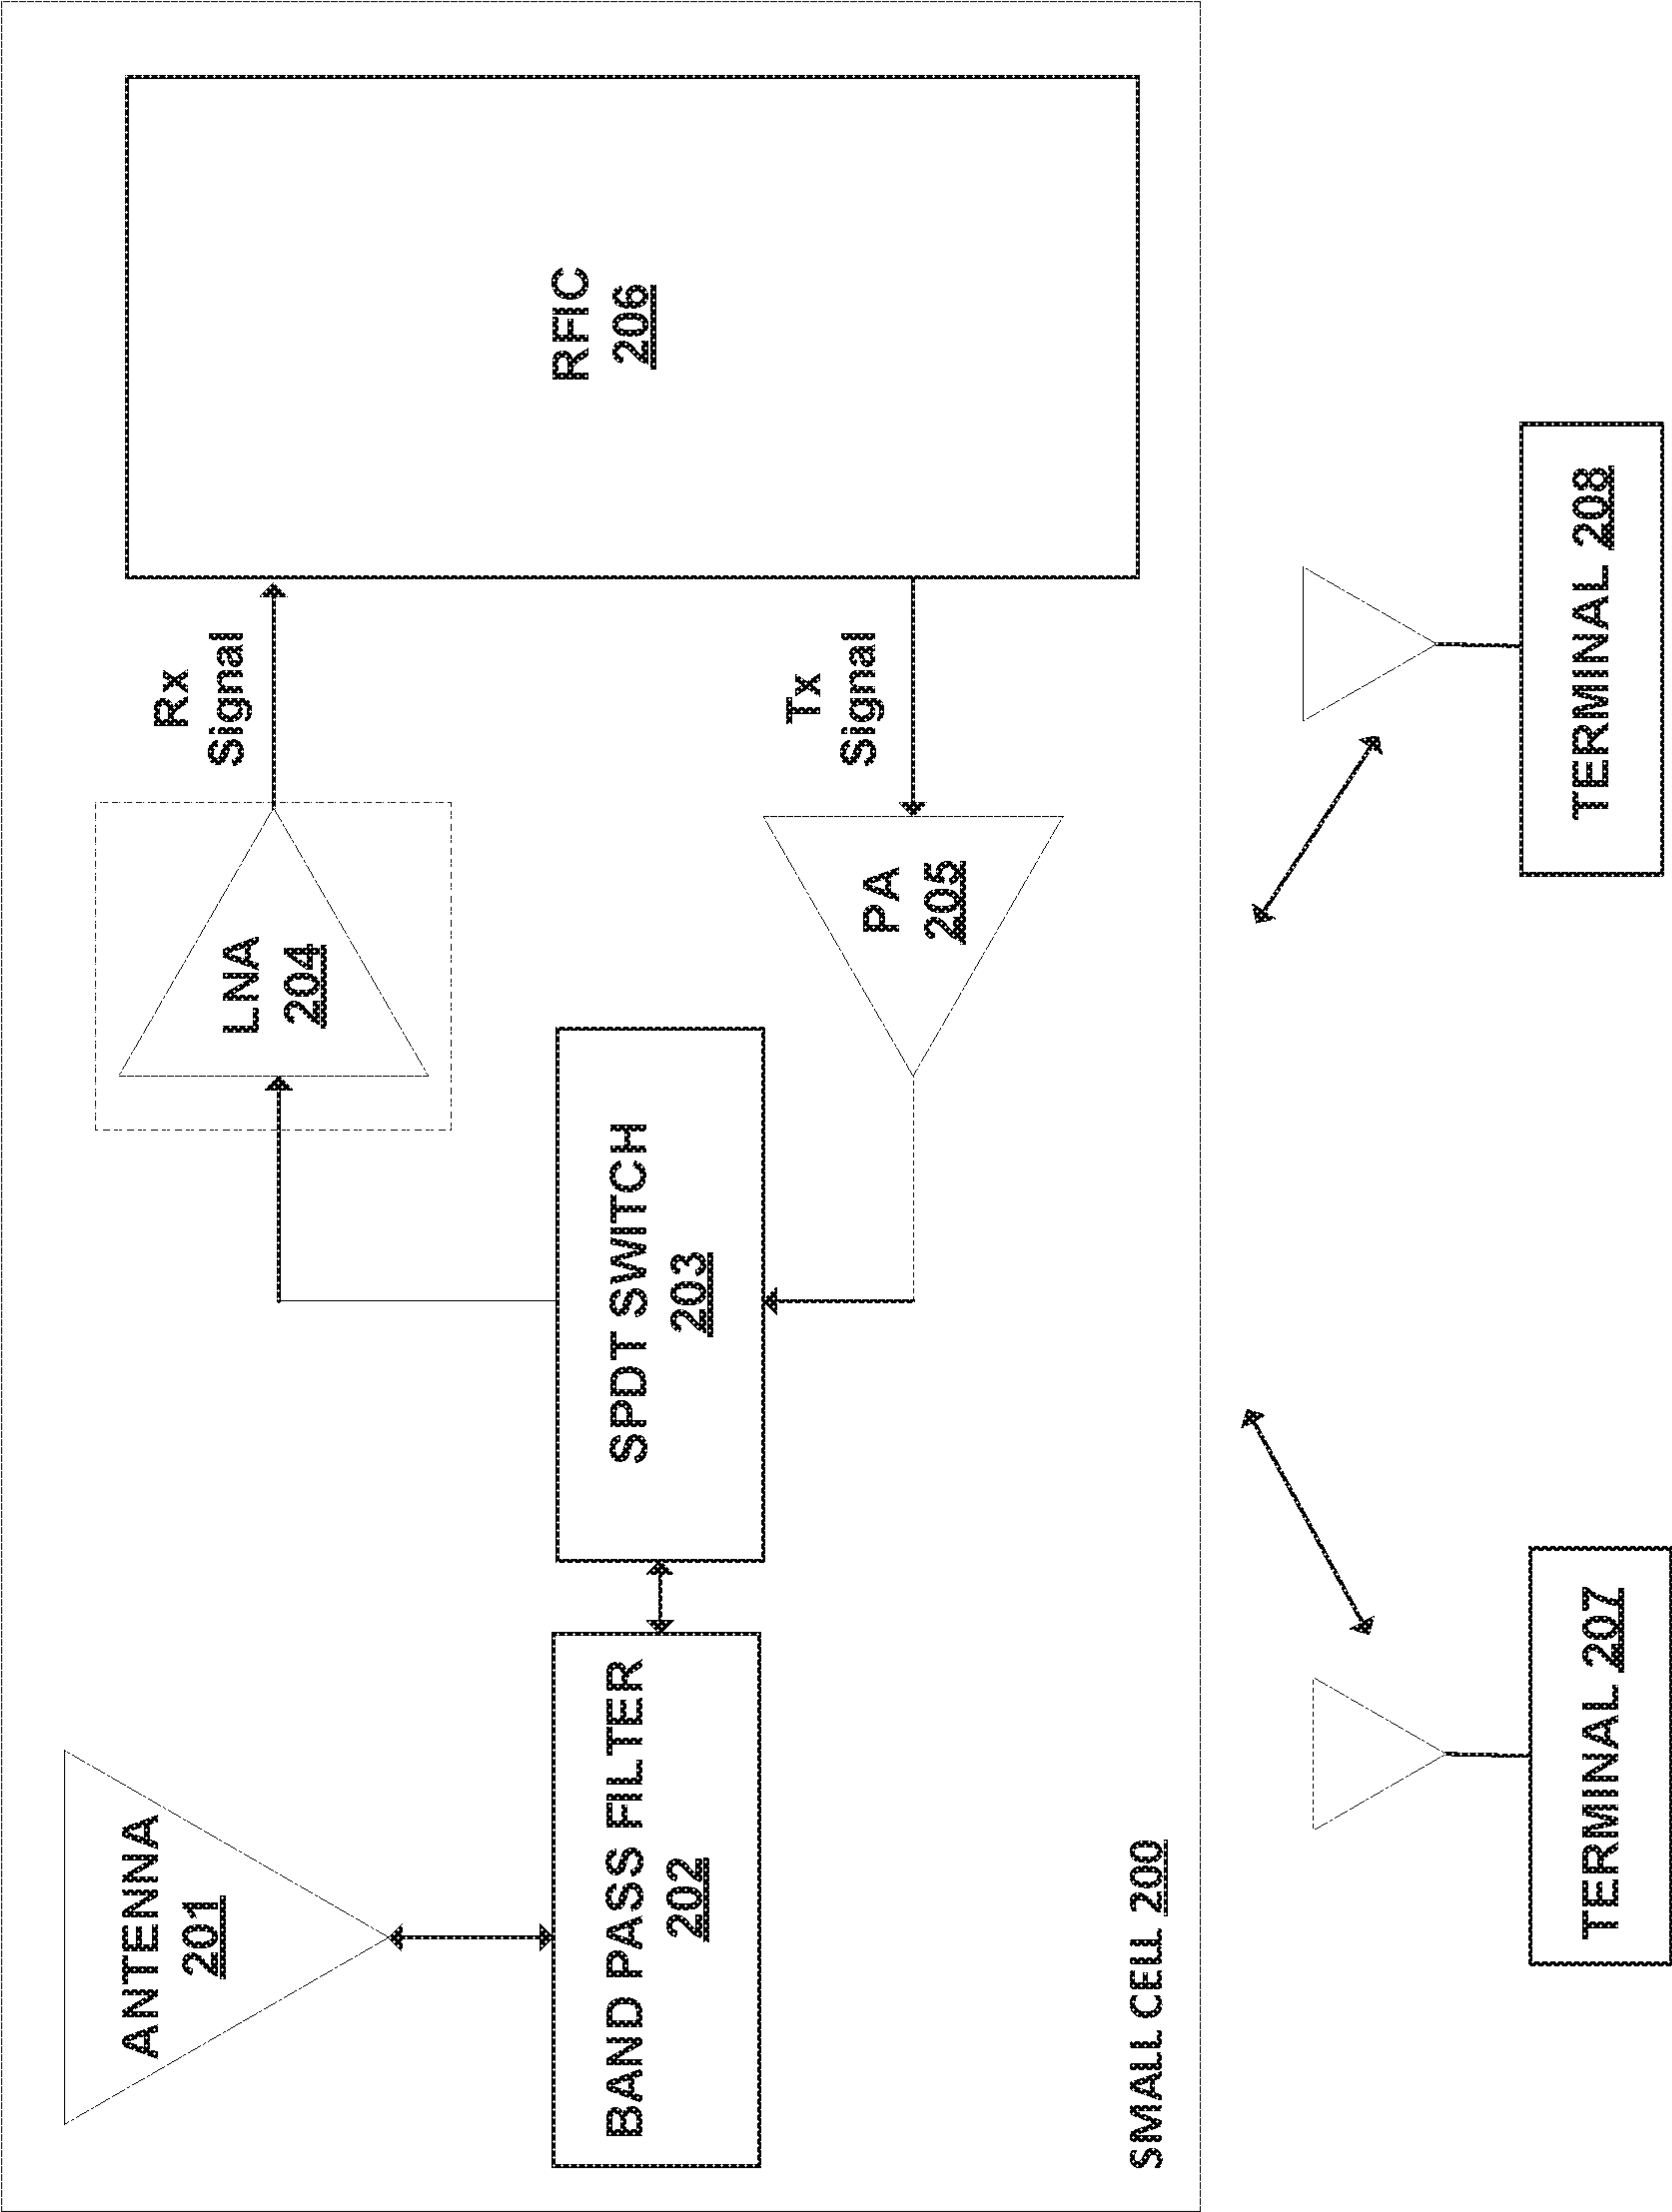 ANTENNA
201
BAND PASS FILTER
202
SPDT SWITCH
203
LNA
204
Rx
Signal
Tx
Signal
PA
205
RFIC
206
SMALL CELL 200
TERMINAL 207
TERMINAL 208